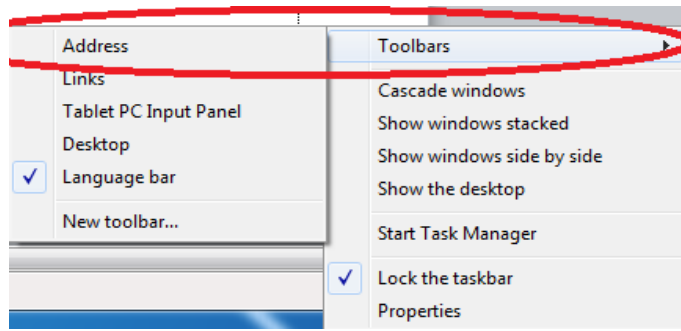 Address
Links
Tablet PC Input Panel
Desktop
Language bar
New toolbar...
Toolbars
Cascade windows
Show windows stacked
Show windows side by side
Show the desktop
Start Task Manager
Lock the taskbar
Properties